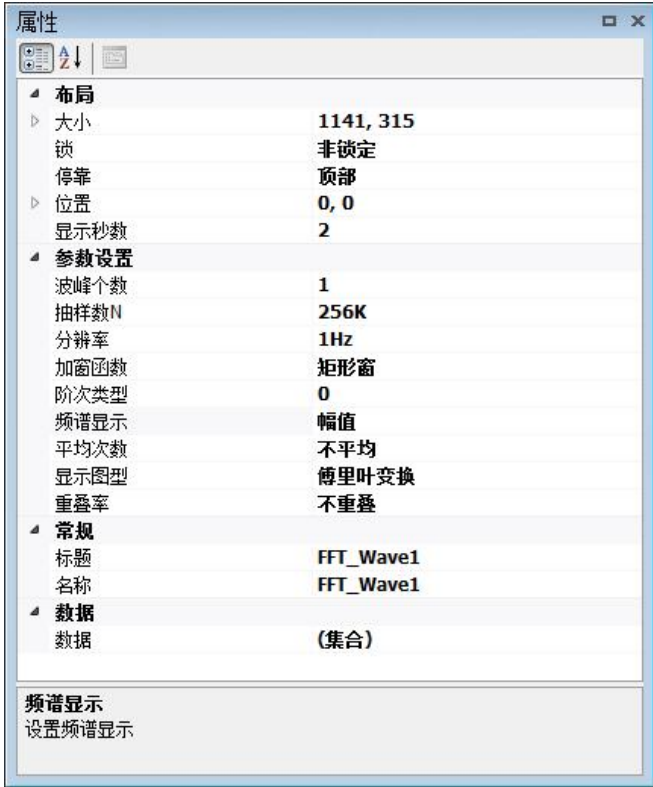 属性
布局
大小 1141, 315
锁 非锁定
停靠 顶部
位置 0, 0
显示秒数 2
参数设置
波峰个数 1
抽样数N 256K
分辨率 1Hz
加窗函数 矩形窗
阶次类型 0
频谱显示 幅值
平均次数 不平均
显示图型 傅里叶变换
重叠率 不重叠
常规
标题 FFT_Wave1
名称 FFT_Wave1
数据
数据 (集合)
频谱显示
设置频谱显示